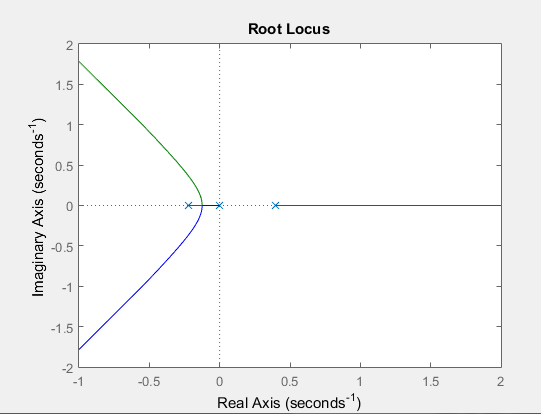 Root Locus
2
1.5
1
0.5
0
-0.5
-1
-1.5
-2
Imaginary Axis (seconds⁻¹)
-1 -0.5 0 0.5 1 1.5 2
Real Axis (seconds⁻¹)